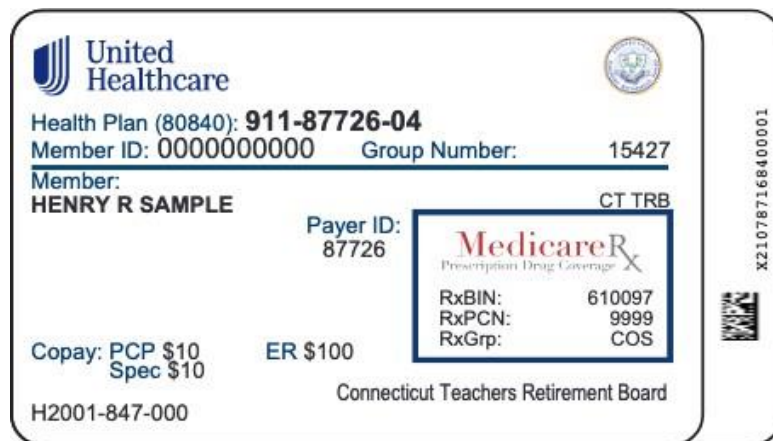 United
Healthcare
Health Plan (80840): 911-87726-04
Member ID: 0000000000 Group Number: 15427
Member:
HENRY R SAMPLE
CT TRB
Payer ID:
87726
MedicareRx
Prescription Drug Coverage
RxBIN: 610097
RxPCN: 9999
RxGrp: COS
Copay: PCP $10 ER $100
Spec $10
Connecticut Teachers Retirement Board
H2001-847-000
X210787168400001